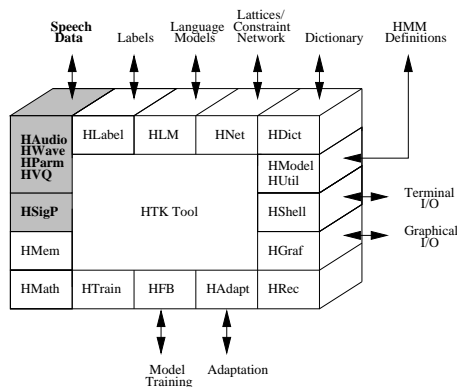 Speech
Data
Labels
Language
Models
Lattices/
Constraint
Network
Dictionary
HMM
Definitions
HAudio
HWave
HParm
HVQ
HLabel
HLM
HNet
HDict
HModel
HUtil
HSigP
HTK Tool
HShell
Terminal
I/O
Graphical
I/O
HMem
HGraf
HMath
HTrain
HFB
HAdapt
HRec
Model
Training
Adaptation